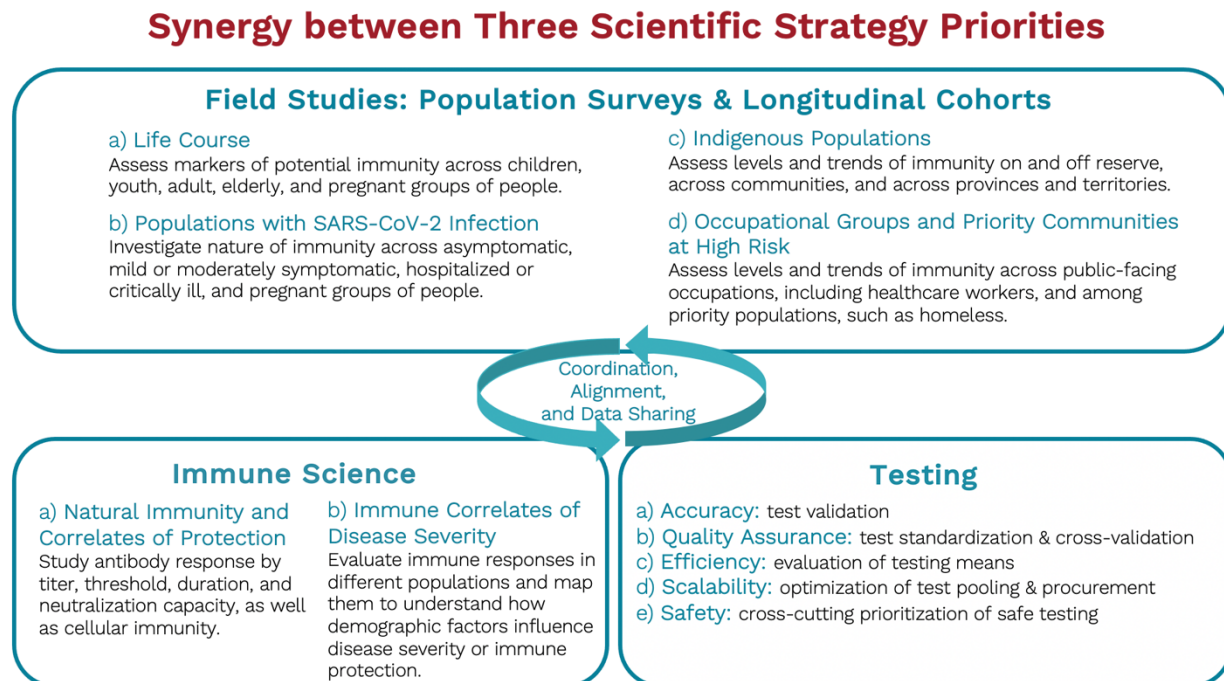 Synergy between Three Scientific Strategy Priorities
Field Studies: Population Surveys & Longitudinal Cohorts
a) Life Course
Assess markers of potential immunity across children,
youth, adult, elderly, and pregnant groups of people.
b) Populations with SARS-CoV-2 Infection
Investigate nature of immunity across asymptomatic,
mild or moderately symptomatic, hospitalized or
critically ill, and pregnant groups of people.
c) Indigenous Populations
Assess levels and trends of immunity on and off reserve,
across communities, and across provinces and territories.
d) Occupational Groups and Priority Communities
at High Risk
Assess levels and trends of immunity across public-facing
occupations, including healthcare workers, and among
priority populations, such as homeless.
Coordination,
Alignment,
and Data Sharing
Immune Science
a) Natural Immunity and
Correlates of Protection
Study antibody response by
titer, threshold, duration, and
neutralization capacity, as well
as cellular immunity.
b) Immune Correlates of
Disease Severity
Evaluate immune responses in
different populations and map
them to understand how
demographic factors influence
disease severity or immune
protection.
Testing
a) Accuracy: test validation
b) Quality Assurance: test standardization & cross-validation
c) Efficiency: evaluation of testing means
d) Scalability: optimization of test pooling & procurement
e) Safety: cross-cutting prioritization of safe testing